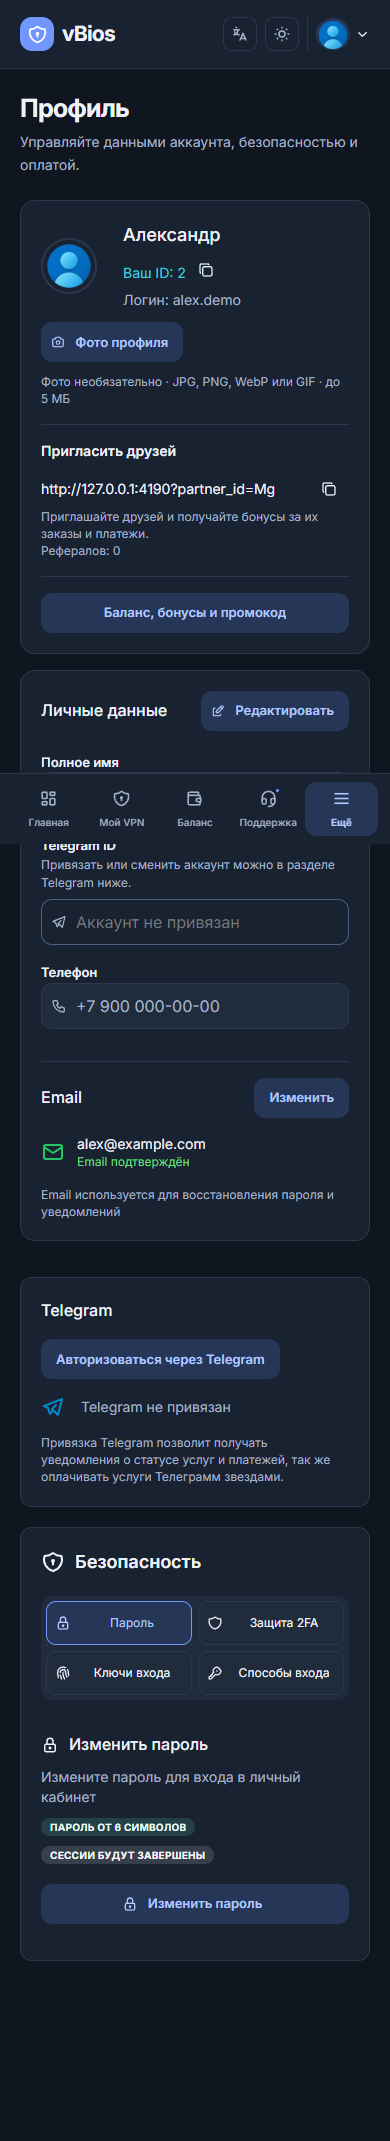 vBios
Профиль
Управляйте данными аккаунта, безопасностью и
оплатой.
Александр
Ваш ID: 2
Логин: alex.demo
Фото профиля
Фото необязательно · JPG, PNG, WebP или GIF · до
5 МБ
Пригласить друзей
http://127.0.0.1:4190?partner_id=Mg
Приглашайте друзей и получайте бонусы за их
заказы и платежи.
Рефералов: 0
Баланс, бонусы и промокод
Личные данные
Редактировать
Полное имя
Главная
Мой VPN
Баланс
Поддержка
Ещё
Telegram ID
Привязать или сменить аккаунт можно в разделе
Telegram ниже.
Аккаунт не привязан
Телефон
+7 900 000-00-00
Email
Изменить
alex@example.com
Email подтверждён
Email используется для восстановления пароля и
уведомлений
Telegram
Авторизоваться через Telegram
Telegram не привязан
Привязка Telegram позволит получать
уведомления о статусе услуг и платежей, так же
оплачивать услуги Телеграмм звездами.
Безопасность
Пароль
Защита 2FA
Ключи входа
Способы входа
Изменить пароль
Измените пароль для входа в личный
кабинет
ПАРОЛЬ ОТ 6 СИМВОЛОВ
СЕССИИ БУДУТ ЗАВЕРШЕНЫ
Изменить пароль